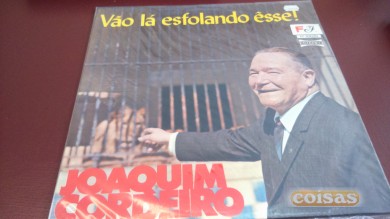 Vão lá esfolando êsse!
JOAQUIM
CORDEIRO
coisas